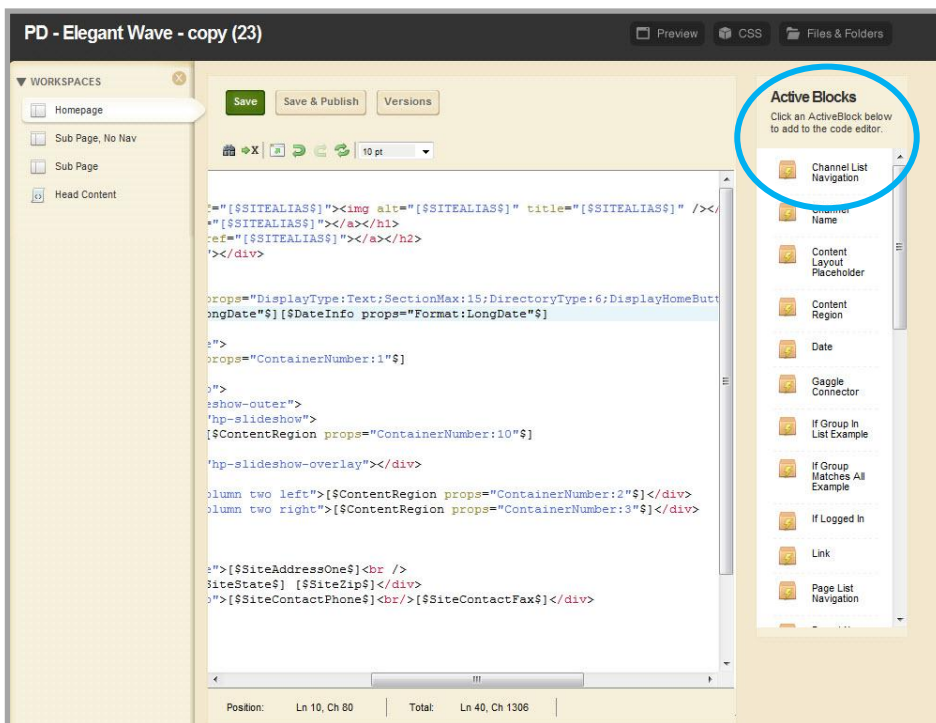 PD - Elegant Wave - copy (23)
Preview
CSS
Files & Folders
WORKSPACES
Homepage
Sub Page, No Nav
Sub Page
Head Content
Save
Save & Publish
Versions
X
10 pt
="[$SITEALIAS$]"><img alt="[$SITEALIAS$]" title="[$SITEALIAS$]" /></
="[$SITEALIAS$]"></a></h1>
ref="[$SITEALIAS$]"></a></h2>
"></div>
props="DisplayType:Text;SectionMax:15;DirectoryType:6;DisplayHomeButt
ongDate"$][$DateInfo props="Format:LongDate"$]
e">
props="ContainerNumber:1"$]
">
eshow-outer">
"hp-slideshow">
[$ContentRegion props="ContainerNumber:10"$]
"hp-slideshow-overlay"></div>
olumn two left">[$ContentRegion props="ContainerNumber:2"$]</div>
olumn two right">[$ContentRegion props="ContainerNumber:3"$]</div>
e">[$SiteAddressOne$]<br />
SiteState$] [$SiteZip$]</div>
">[$SiteContactPhone$]<br/>[$SiteContactFax$]</div>
Position: Ln 10, Ch 80 Total: Ln 40, Ch 1306
Active Blocks
Click an ActiveBlock below
to add to the code editor.
Channel List
Navigation
Channel
Name
Content
Layout
Placeholder
Content
Region
Date
Gaggle
Connector
If Group In
List Example
If Group
Matches All
Example
If Logged In
Link
Page List
Navigation